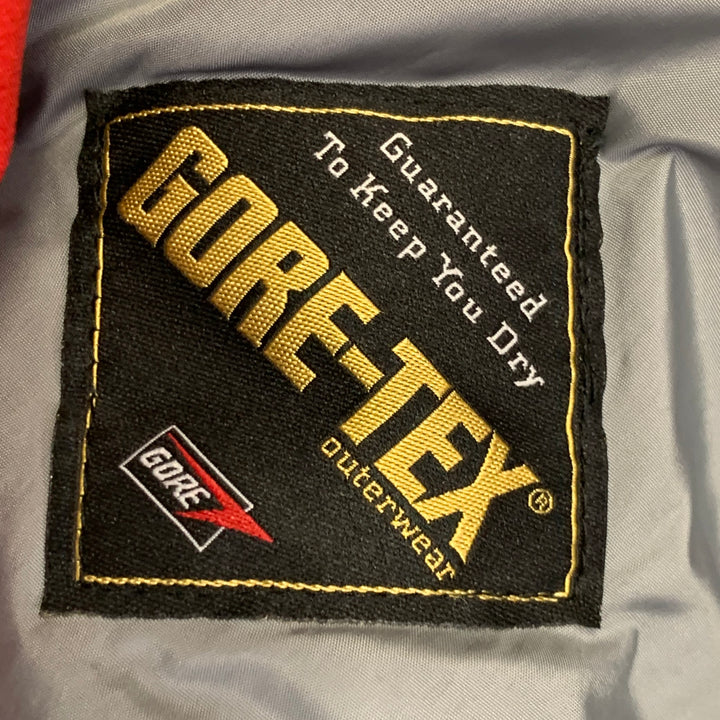 Guaranteed
To Keep You Dry
GORE-TEX®
outerwear
GORE